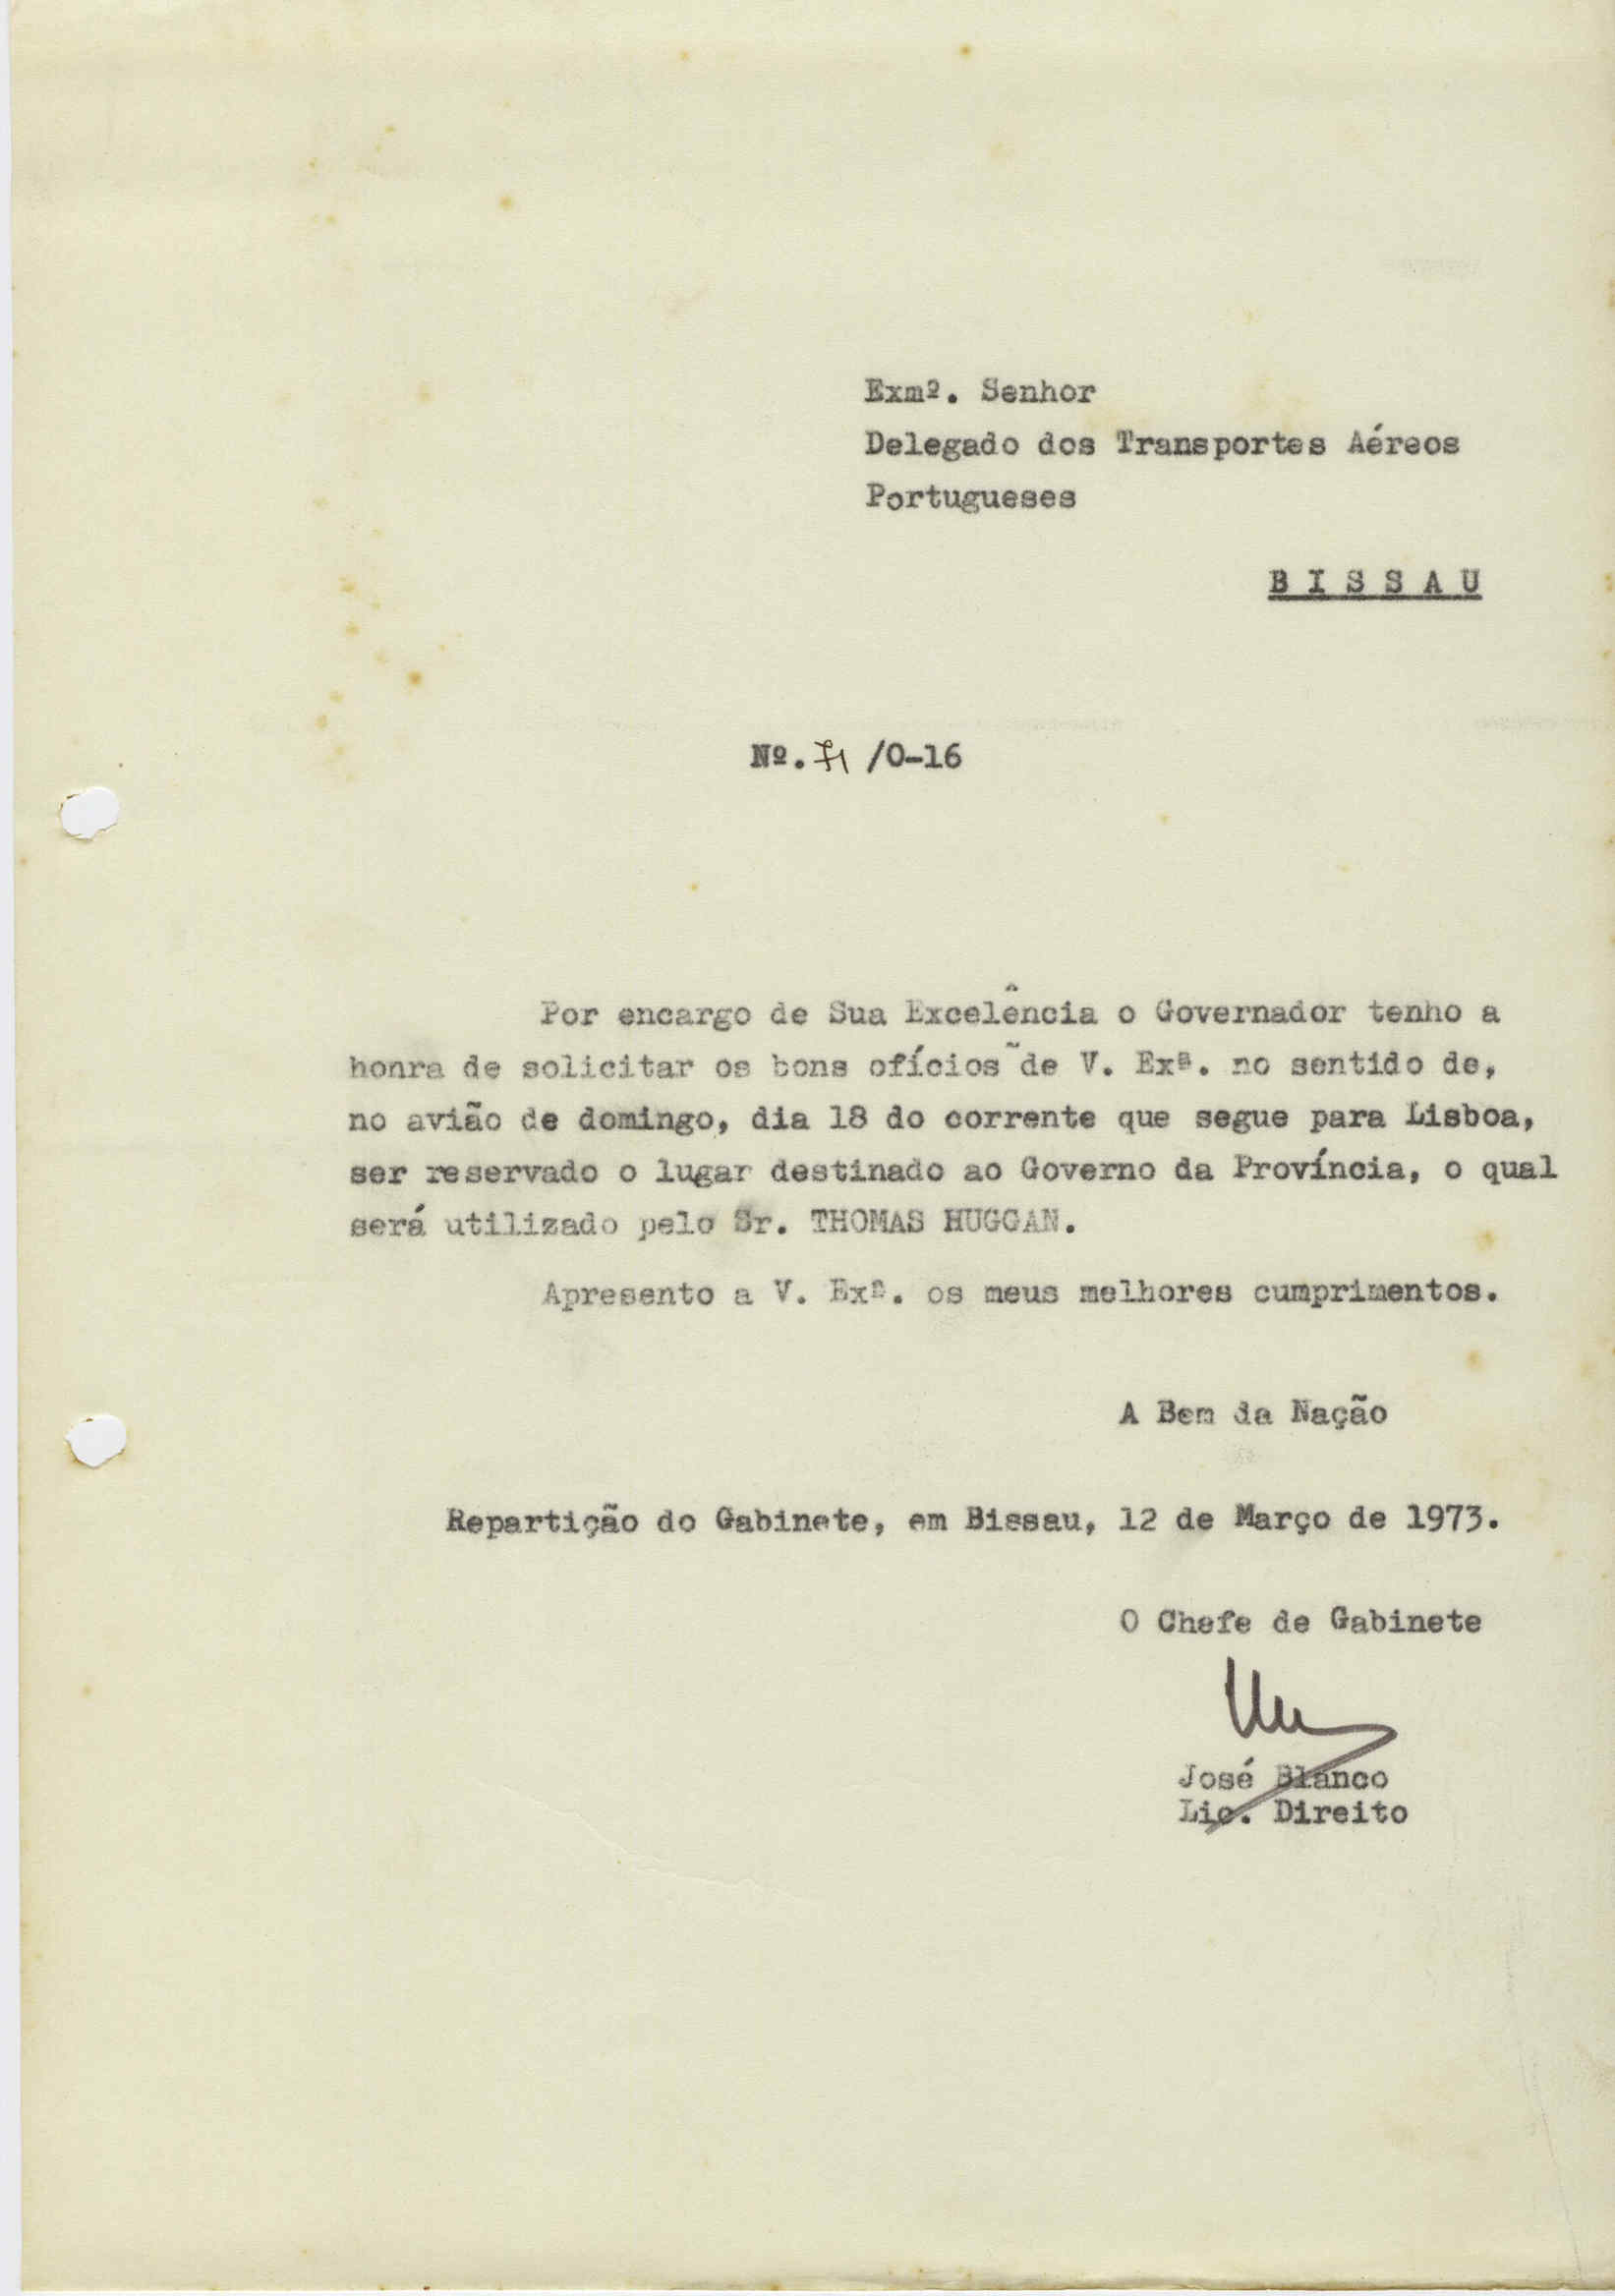 Exmº. Senhor
Delegado dos Transportes Aéreos
Portugueses
B I S S A U
Nº. 71 /0-16
Por encargo de Sua Excelência o Governador tenho a
honra de solicitar os bons ofícios de V. Exª. no sentido de,
no avião de domingo, dia 18 do corrente que segue para Lisboa,
ser reservado o lugar destinado ao Governo da Província, o qual
será utilizado pelo Sr. THOMAS HUGGAN.
Apresento a V. Exª. os meus melhores cumprimentos.
A Bem da Nação
Repartição do Gabinete, em Bissau, 12 de Março de 1973.
O Chefe de Gabinete
José Blanco
Lic. Direito